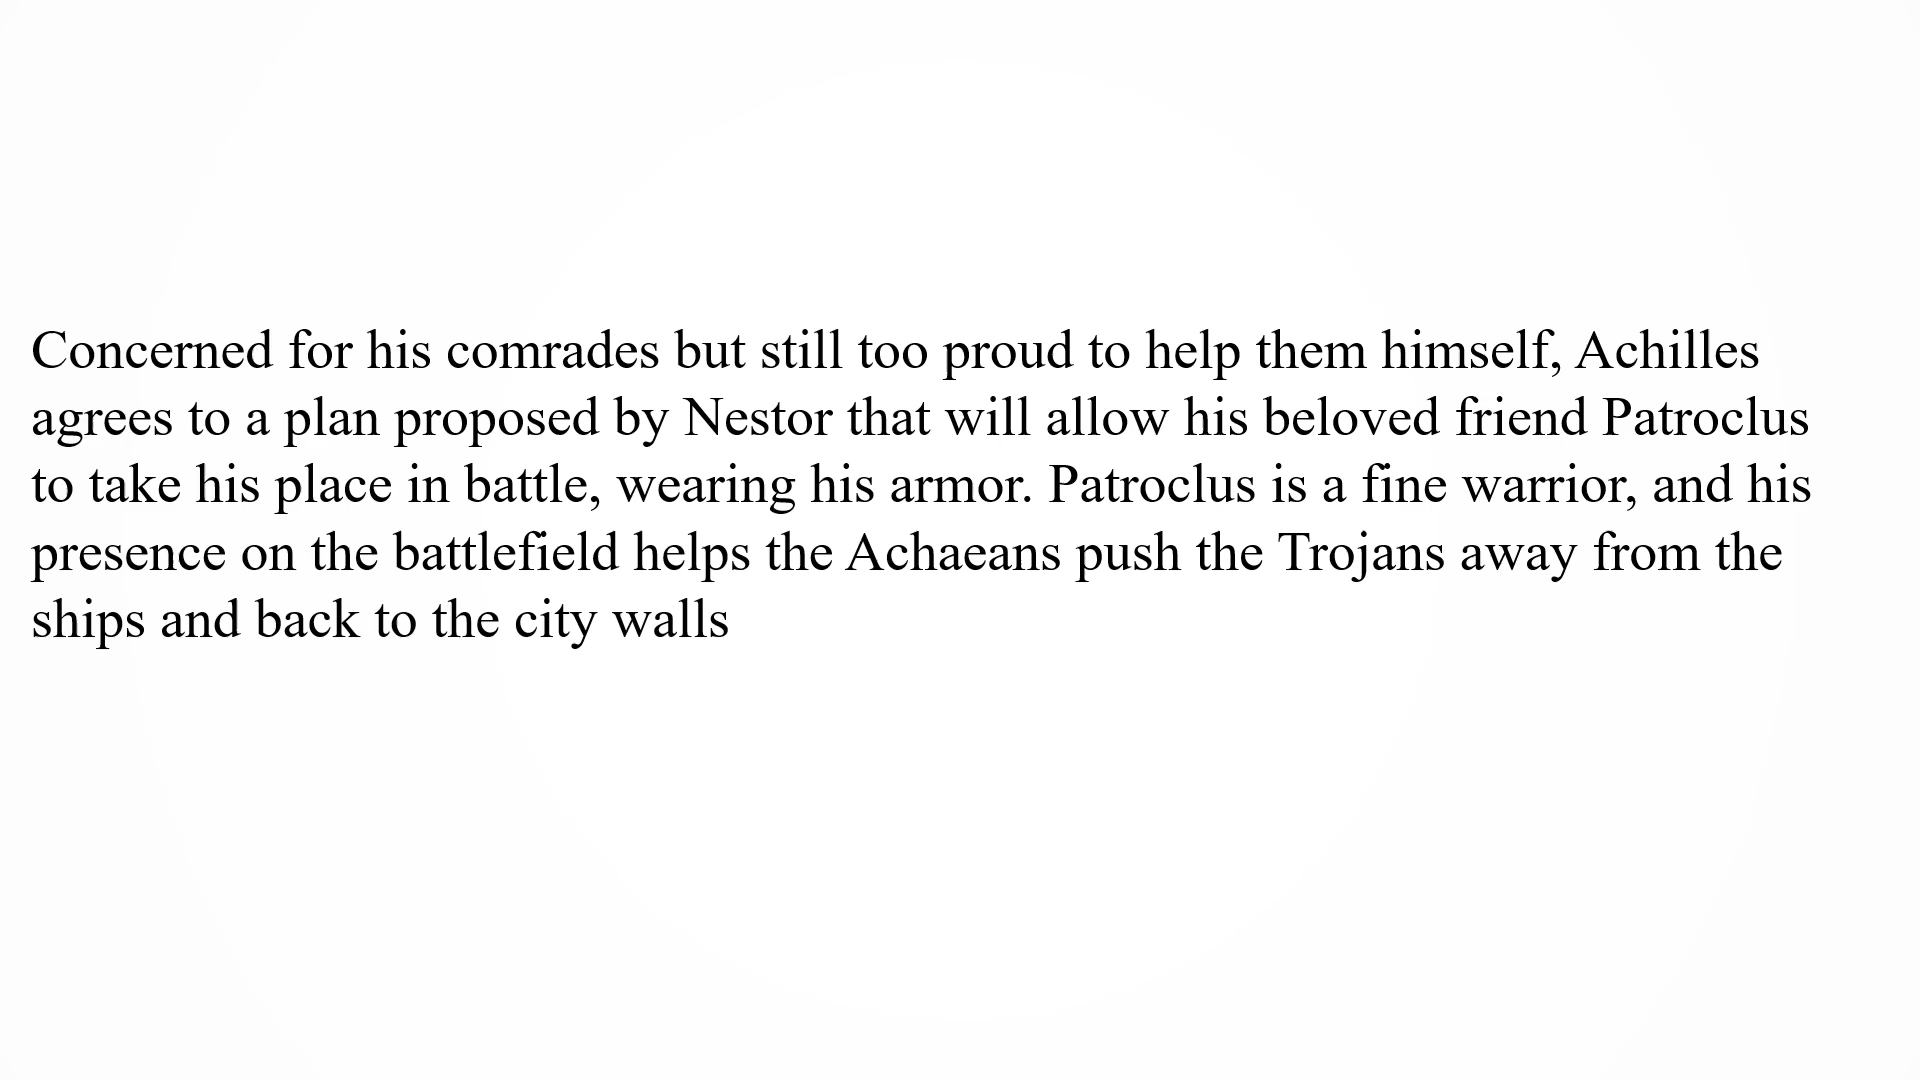 Concerned for his comrades but still too proud to help them himself, Achilles
agrees to a plan proposed by Nestor that will allow his beloved friend Patroclus
to take his place in battle, wearing his armor. Patroclus is a fine warrior, and his
presence on the battlefield helps the Achaeans push the Trojans away from the
ships and back to the city walls